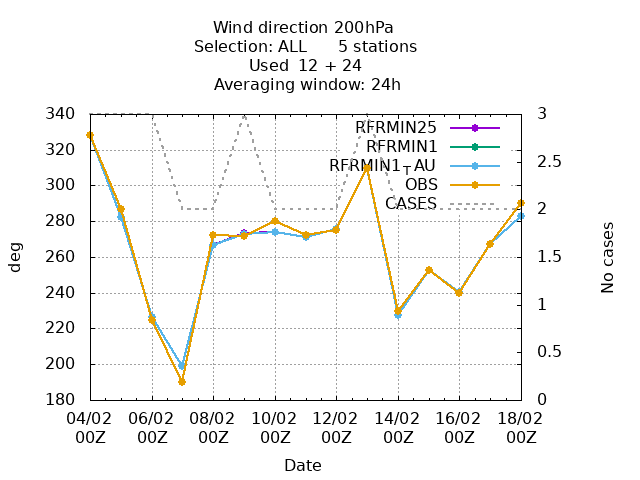 Wind direction 200hPa
Selection: ALL 5 stations
Used 12 + 24
Averaging window: 24h
340
320
300
280
260
240
220
200
180
3
2.5
2
1.5
1
0.5
0
RFRMIN25
RFRMIN1
RFRMIN1_AU
OBS
CASES
deg
No cases
04/02 06/02 08/02 10/02 12/02 14/02 16/02 18/02
00Z 00Z 00Z 00Z 00Z 00Z 00Z 00Z
Date